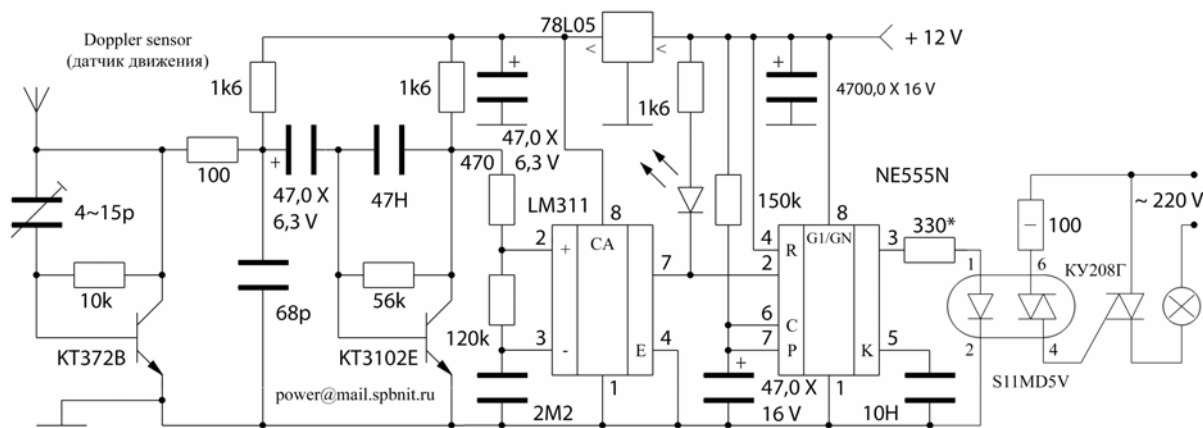 Doppler sensor
(датчик движения)
78L05
+ 12 V
1k6
1k6
+
47,0 X
6,3 V
<
<
1k6
+
4700,0 X 16 V
100
+
47,0 X
6,3 V
47H
470
4~15p
LM311
150k
NE555N
330*
100
~ 220 V
8
CA
2
+
7
8
G1/GN
3
4
R
2
1
6
КУ208Г
10k
68p
56k
120k
6
C
7
P
5
K
3
-
4
E
2
4
KT372B
KT3102E
1
+
47,0 X
16 V
1
10H
S11MD5V
power@mail.spbnit.ru
2M2